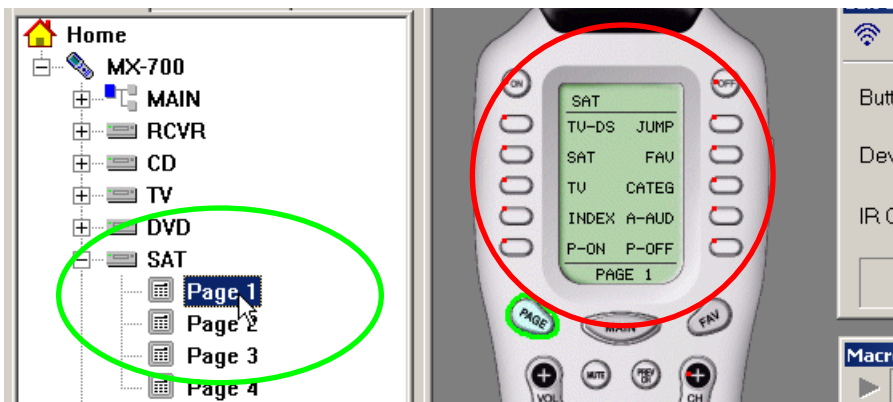 Home
MX-700
MAIN
RCVR
CD
TV
DVD
SAT
Page 1
Page 2
Page 3
Page 4
ON
OFF
SAT
TV-DS JUMP
SAT FAV
TV CATEG
INDEX A-AUD
P-ON P-OFF
PAGE 1
PAGE
MAIN
FAV
MUTE
PREV
CH
VOL
CH
Butt
Dev
IR C
Macr